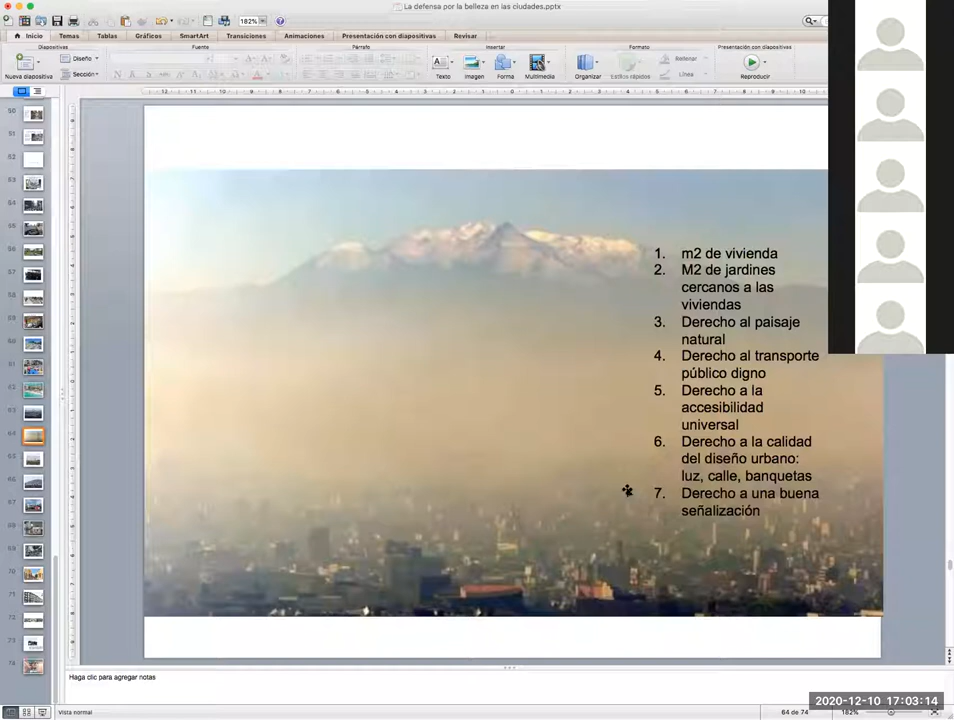 La defensa por la belleza en las ciudades.pptx
182%
Inicio Temas Tablas Gráficos SmartArt Transiciones Animaciones Presentación con diapositivas Revisar
Diapositivas Fuente Párrafo Insertar Formato Presentación con diapositivas
Nueva diapositiva Diseño Sección Texto Imagen Forma Multimedia Organizar Estilos rápidos Rellenar Línea Reproducir
1. m2 de vivienda
2. M2 de jardines
cercanos a las
viviendas
3. Derecho al paisaje
natural
4. Derecho al transporte
público digno
5. Derecho a la
accesibilidad
universal
6. Derecho a la calidad
del diseño urbano:
luz, calle, banquetas
7. Derecho a una buena
señalización
Haga clic para agregar notas
2020-12-10 17:03:14
Vista normal 64 de 74 182%